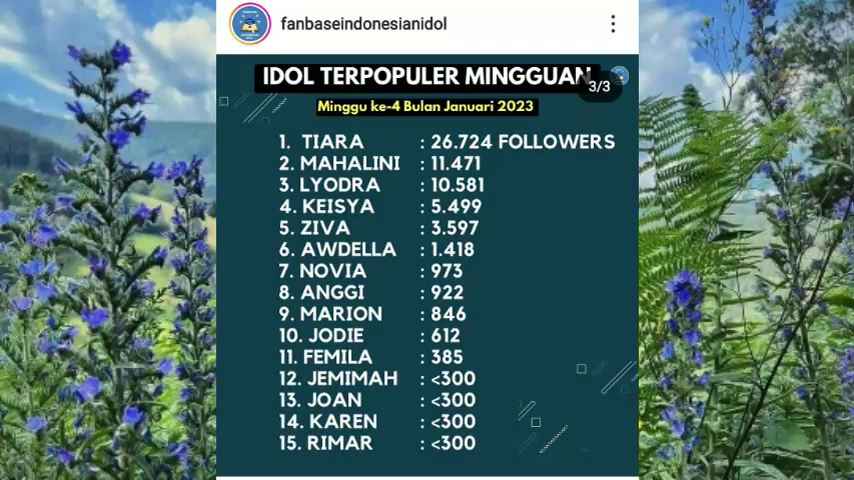 fanbaseindonesianidol
IDOL TERPOPULER MINGGUAN
3/3
Minggu ke-4 Bulan Januari 2023
1. TIARA : 26.724 FOLLOWERS
2. MAHALINI : 11.471
3. LYODRA : 10.581
4. KEISYA : 5.499
5. ZIVA : 3.597
6. AWDELLA : 1.418
7. NOVIA : 973
8. ANGGI : 922
9. MARION : 846
10. JODIE : 612
11. FEMILA : 385
12. JEMIMAH : <300
13. JOAN : <300
14. KAREN : <300
15. RIMAR : <300